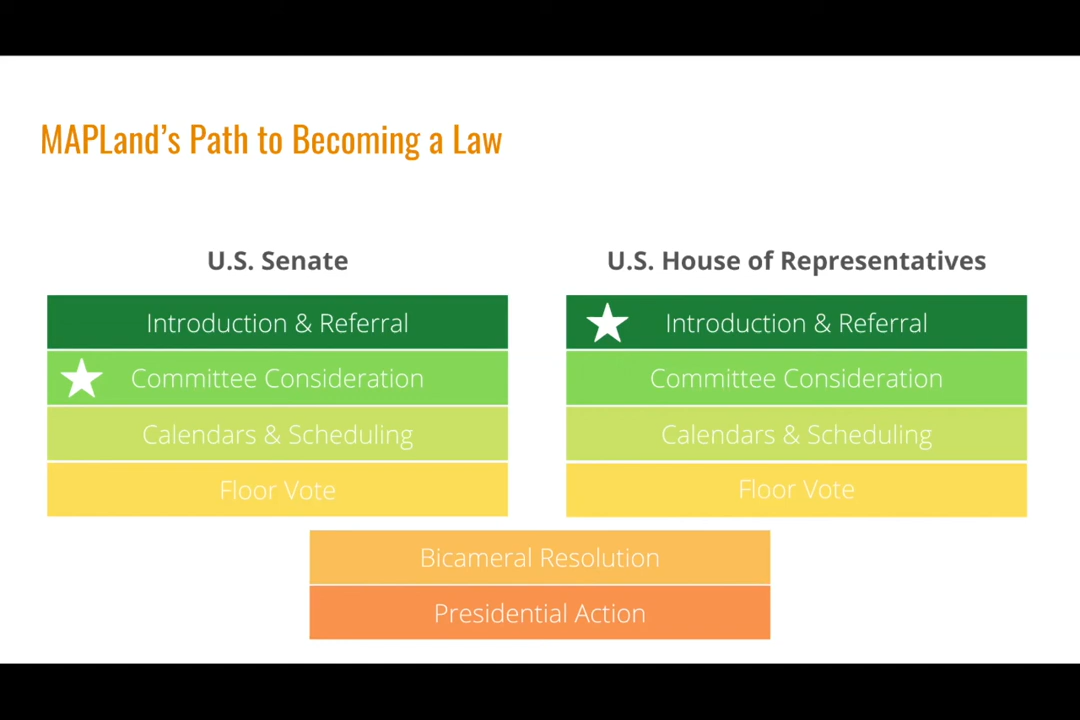 MAPLand's Path to Becoming a Law
U.S. Senate
Introduction & Referral
Committee Consideration
Calendars & Scheduling
Floor Vote
U.S. House of Representatives
Introduction & Referral
Committee Consideration
Calendars & Scheduling
Floor Vote
Bicameral Resolution
Presidential Action